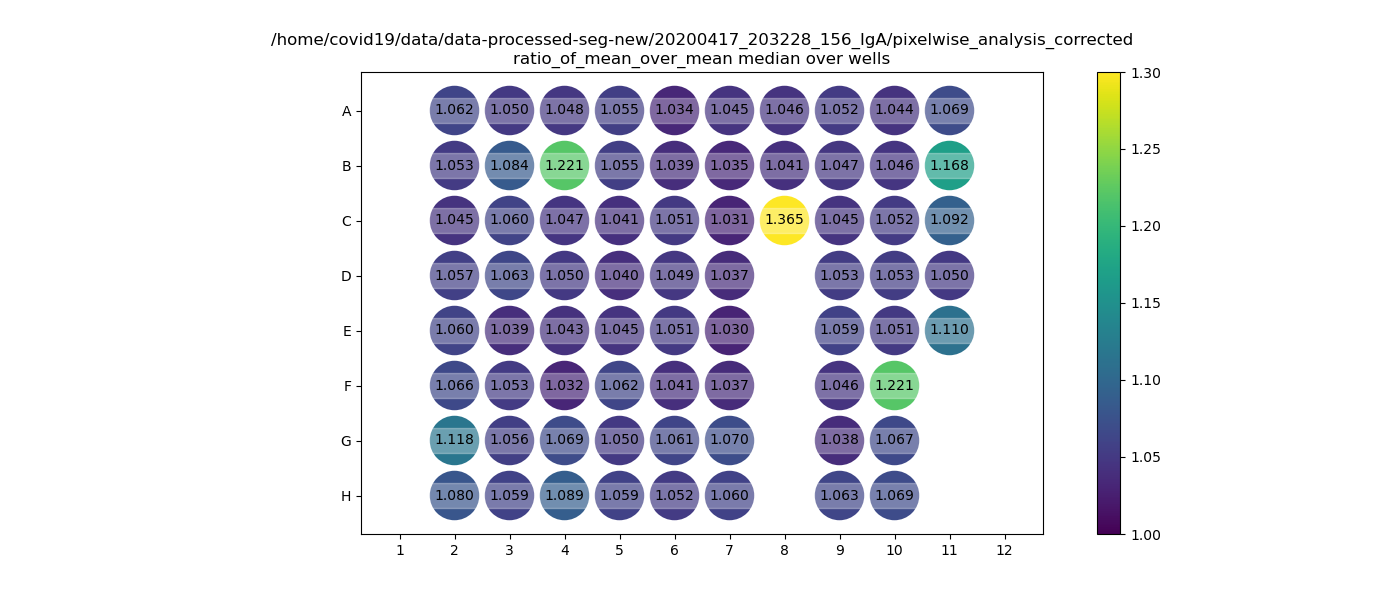 /home/covid19/data/data-processed-seg-new/20200417_203228_156_IgA/pixelwise_analysis_corrected
ratio_of_mean_over_mean median over wells
A 1.062 1.050 1.048 1.055 1.034 1.045 1.046 1.052 1.044 1.069
B 1.053 1.084 1.221 1.055 1.039 1.035 1.041 1.047 1.046 1.168
C 1.045 1.060 1.047 1.041 1.051 1.031 1.365 1.045 1.052 1.092
D 1.057 1.063 1.050 1.040 1.049 1.037 1.053 1.053 1.050
E 1.060 1.039 1.043 1.045 1.051 1.030 1.059 1.051 1.110
F 1.066 1.053 1.032 1.062 1.041 1.037 1.046 1.221
G 1.118 1.056 1.069 1.050 1.061 1.070 1.038 1.067
H 1.080 1.059 1.089 1.059 1.052 1.060 1.063 1.069
1 2 3 4 5 6 7 8 9 10 11 12
1.30
1.25
1.20
1.15
1.10
1.05
1.00